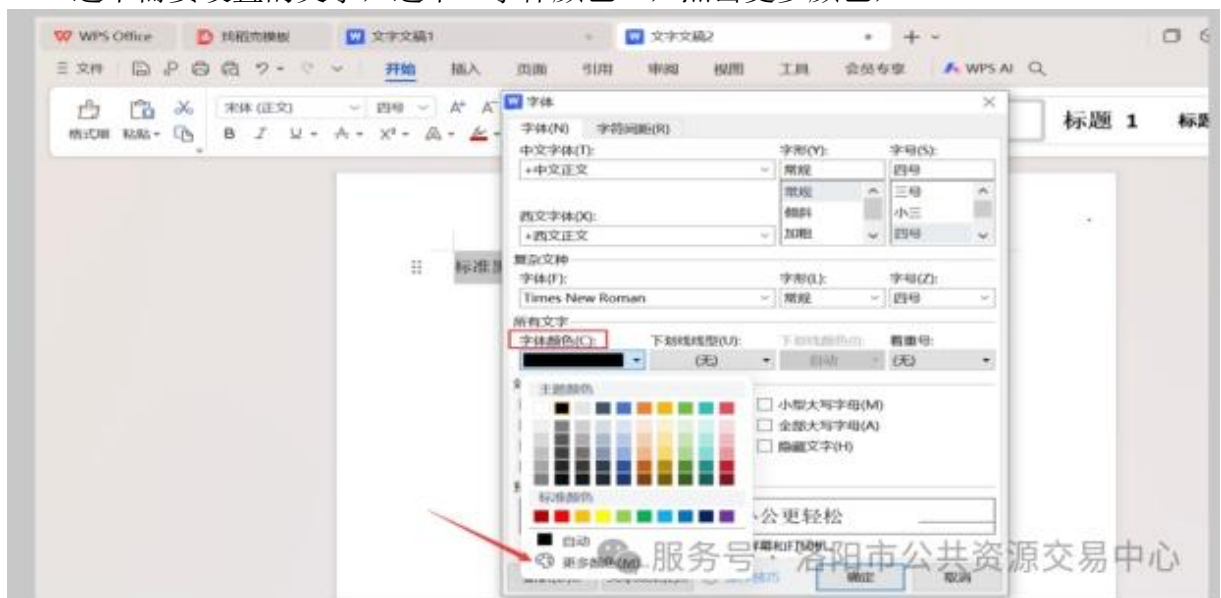 WPS Office 找稻壳模板 文字文稿1 文字文稿2
三 文件 开始 插入 页面 引用 审阅 视图 工具 会员专享 WPS AI
宋体 (正文) 四号
格式刷 粘贴 B I U A X² 标题 1
字体
字体(N) 字符间距(R)
中文字体(T): 字形(Y): 字号(S):
+中文正文 常规 四号
常规 三号
倾斜 小三
西文字体(X):
+西文正文 加粗 四号
标准
复杂文种
字体(F): 字形(L): 字号(Z):
Times New Roman 常规 四号
所有文字
字体颜色(C): 下划线线型(U): 下划线颜色(I): 着重号:
(无) 自动 (无)
主题颜色
小型大写字母(M)
全部大写字母(A)
隐藏文字(H)
标准颜色
公更轻松
自动
更多颜色(M)
服务号 洛阳市公共资源交易中心
确定 取消